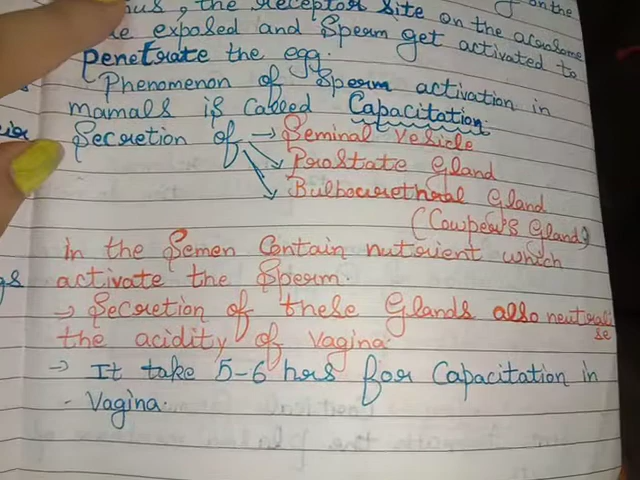 the Receptor site on the acrosome
exposed and Sperm get activated to
penetrate the egg.
Phenomenon of Sperm activation in
mamals is Called Capacitation
Secretion of → Seminal vesicle
→ Prostate Gland
→ Bulbocurethral Gland
(Cowper's Gland)
in the Semen Contain nutrient which
activate the Sperm.
→ Secretion of these Glands also neutralise
the acidity of vagina.
→ It take 5-6 hrs for Capacitation in
- Vagina.